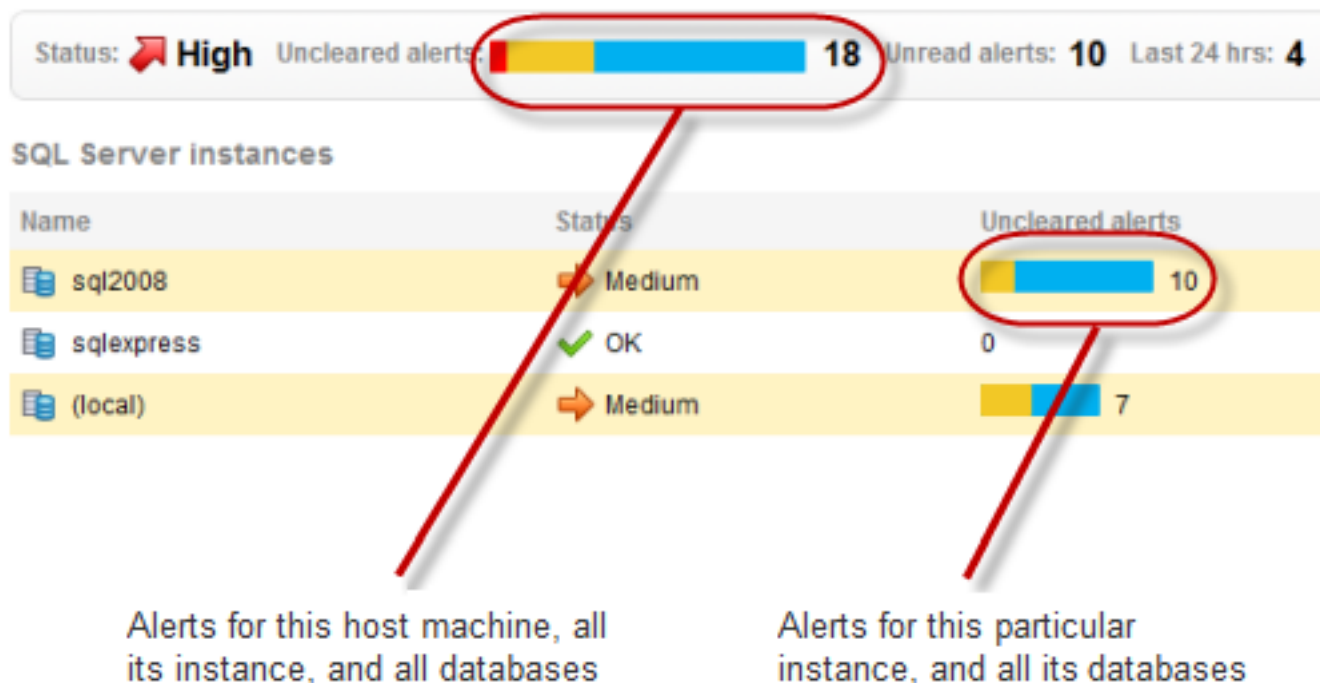 Status: High Uncleared alerts: 18 Unread alerts: 10 Last 24 hrs: 4
SQL Server instances
Name Status Uncleared alerts
sql2008 Medium 10
sqlexpress OK 0
(local) Medium 7
Alerts for this host machine, all
its instance, and all databases
Alerts for this particular
instance, and all its databases